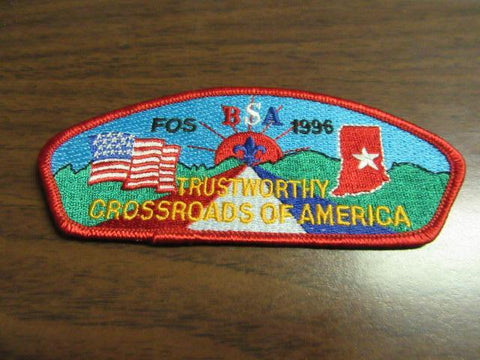 BSA
FOS 1996
TRUSTWORTHY
CROSSROADS OF AMERICA